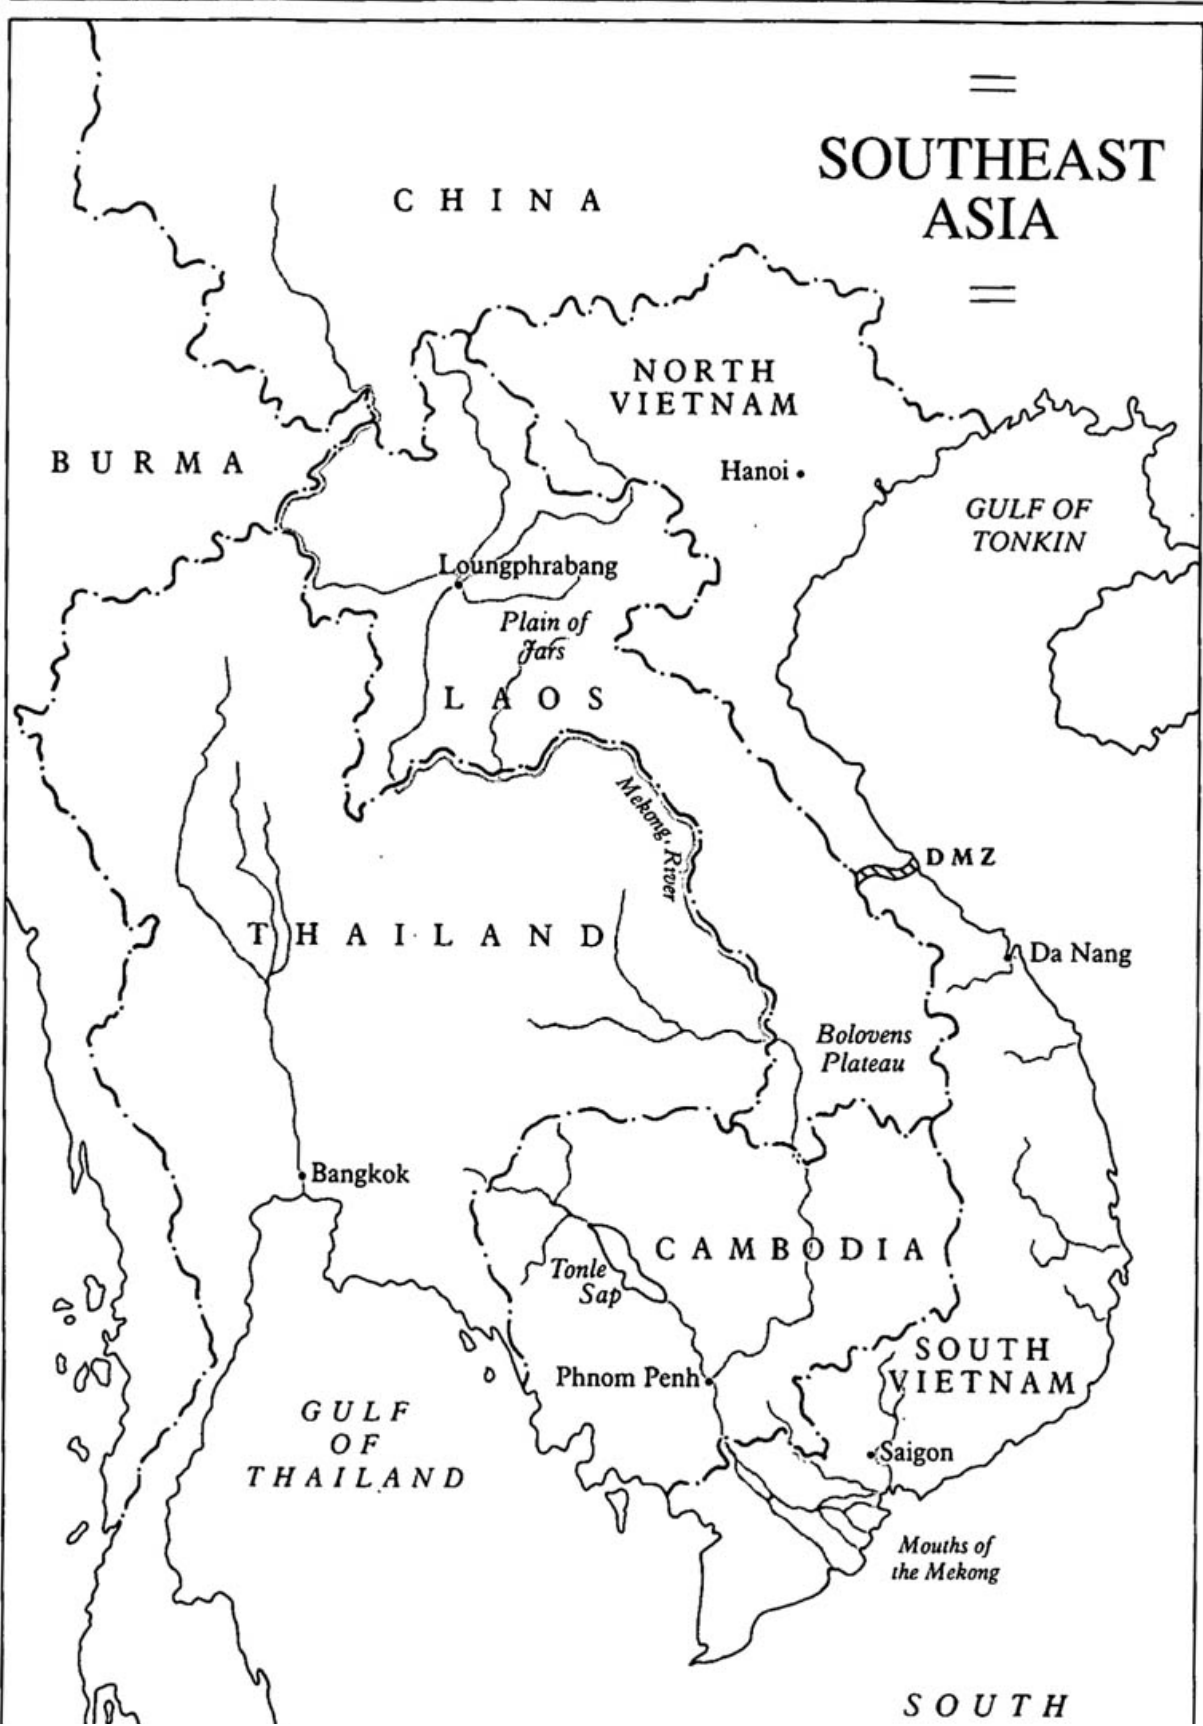 SOUTHEAST
ASIA
CHINA
NORTH
VIETNAM
BURMA
Hanoi
GULF OF
TONKIN
Loungphrabang
Plain of
Jars
LAOS
Mekong River
DMZ
THAILAND
Da Nang
Bolovens
Plateau
Bangkok
CAMBODIA
Tonle
Sap
SOUTH
VIETNAM
Phnom Penh
GULF
OF
THAILAND
Saigon
Mouths of
the Mekong
SOUTH